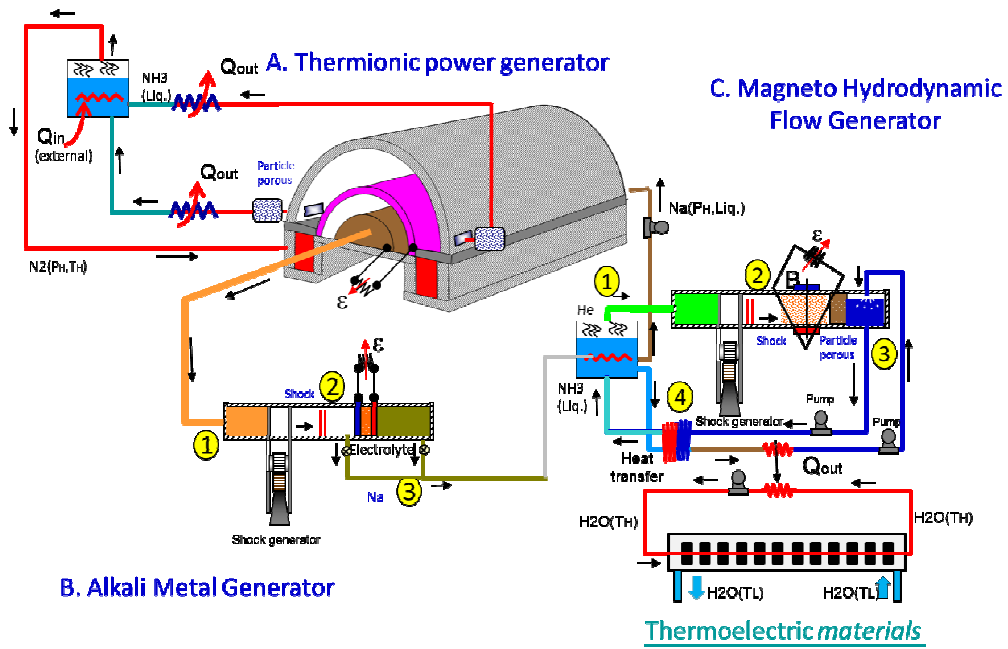 A. Thermionic power generator
Qout
NH3
(Liq.)
Qin
(external)
Qout
Particle
porous
N2(PH,TH)
ε
C. Magneto Hydrodynamic
Flow Generator
Na(PH,Liq.)
1
He
2
B
ε
Shock
Particle
porous
3
NH3
(Liq.)
4
Shock generator
Pump
Pump
Heat
transfer
Qout
1
Shock
2
ε
Electrolyte
Na
3
Shock generator
B. Alkali Metal Generator
H2O(TH)
H2O(TH)
H2O(TL)
H2O(TL)
Thermoelectric materials